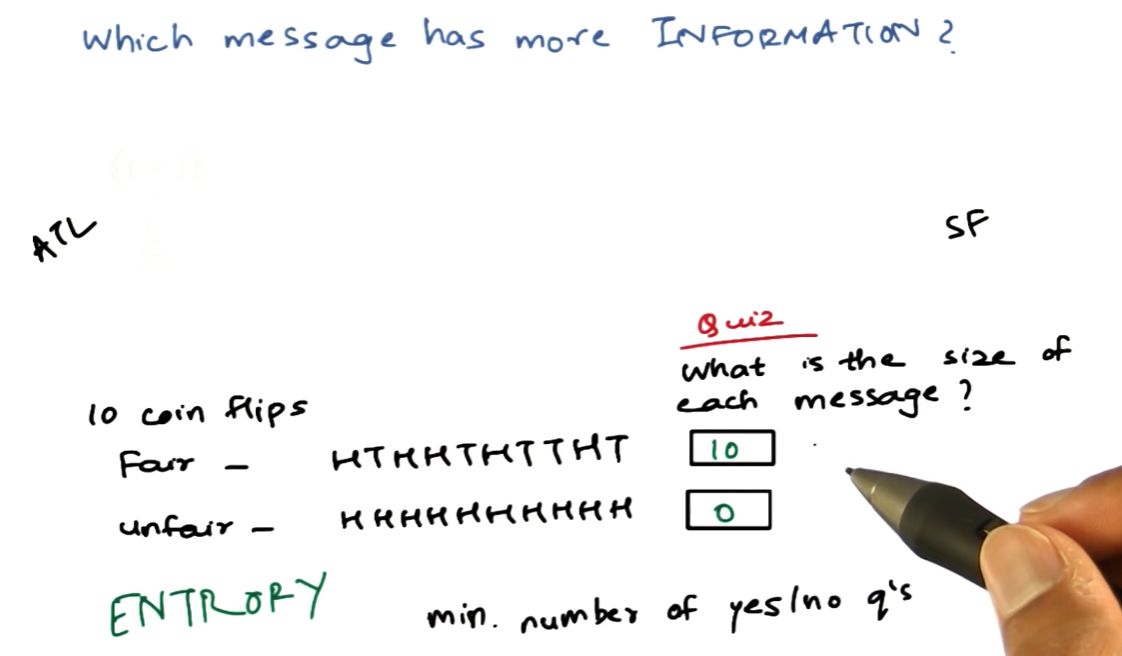 Which message has more INFORMATION?
ATL
SF
Quiz
What is the size of
each message?
10 coin flips
Fair - HTHHTHTTHT 10
unfair - HHHHHHHHHH 0
ENTRORY
min. number of yes/no q's